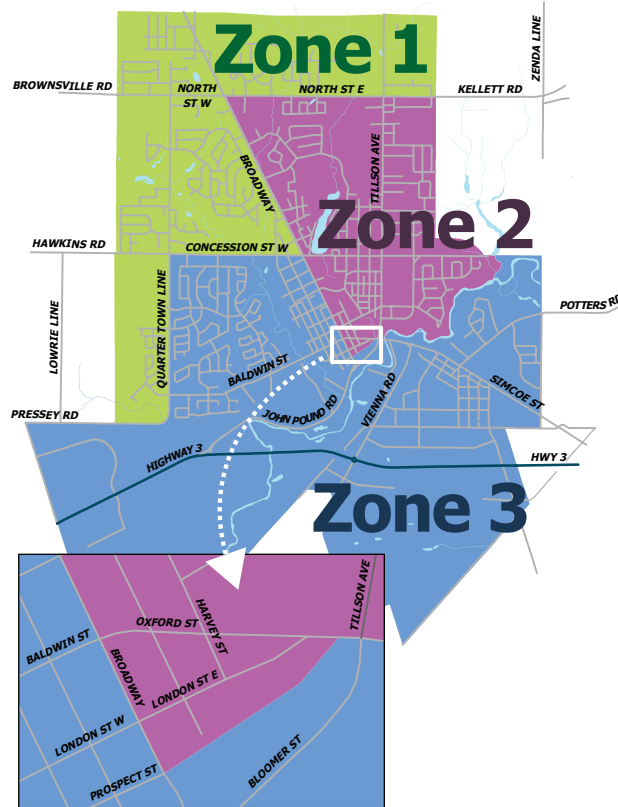 Zone 1
ZENDA LINE
BROWNSVILLE RD
NORTH
ST W
NORTH ST E
KELLETT RD
BROADWAY
TILLSON AVE
Zone 2
HAWKINS RD
CONCESSION ST W
LOWRIE LINE
QUARTER TOWN LINE
POTTERS RD
BALDWIN ST
SIMCOE ST
VIENNA RD
JOHN POUND RD
PRESSEY RD
HIGHWAY 3
HWY 3
Zone 3
TILLSON AVE
OXFORD ST
HARVEY ST
BALDWIN ST
BROADWAY
LONDON ST E
LONDON ST W
BLOOMER ST
PROSPECT ST